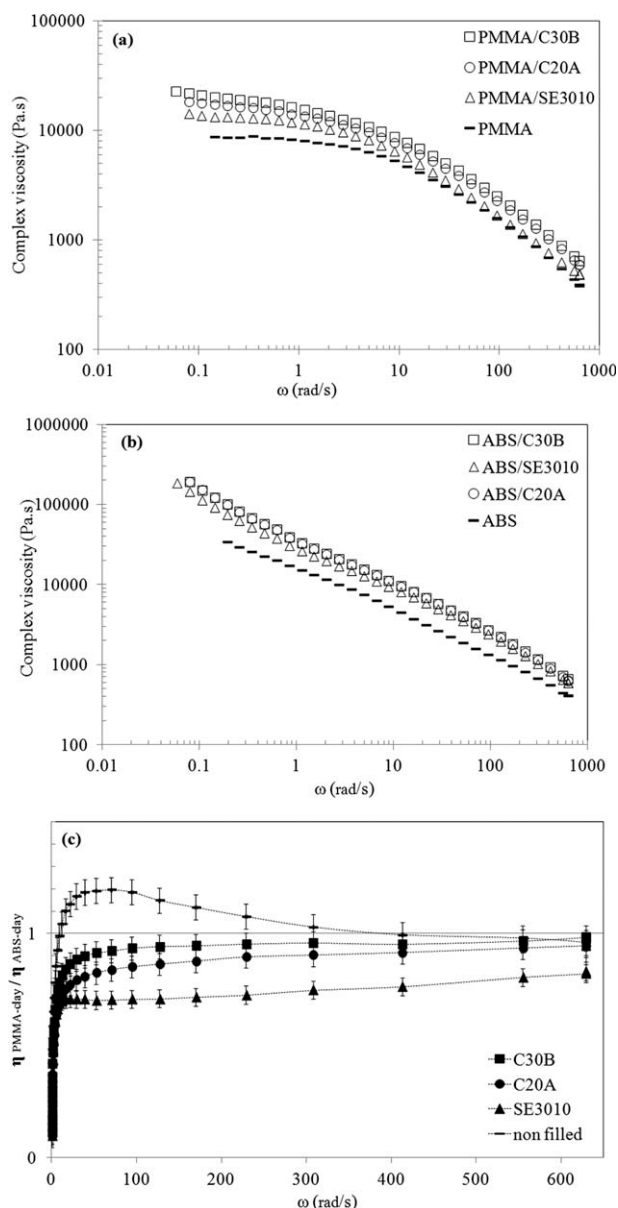 (a)
PMMA/C30B
PMMA/C20A
PMMA/SE3010
PMMA
Complex viscosity (Pa.s)
100000
10000
1000
100
0.01 0.1 1 10 100 1000
ω (rad/s)
(b)
ABS/C30B
ABS/SE3010
ABS/C20A
ABS
Complex viscosity (Pa.s)
1000000
100000
10000
1000
100
0.01 0.1 1 10 100 1000
ω (rad/s)
(c)
η PMMA-day / η ABS-day
1
0
C30B
C20A
SE3010
non filled
0 100 200 300 400 500 600
ω (rad/s)